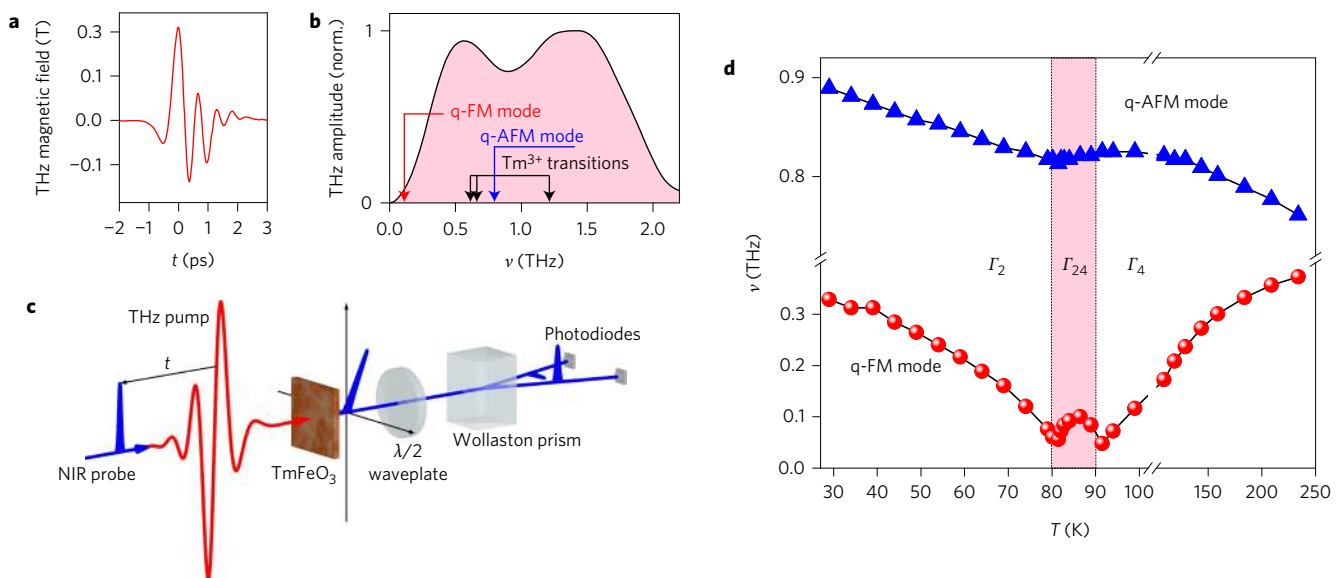 a
THz magnetic field (T)
0.3
0.3
0.0
−0.1
−2
−1
0
1
2
3
t (ps)
b
THz amplitude (norm.)
1
0
q-FM mode
q-AFM mode
Tm³⁺ transitions
0.0
0.5
1.0
1.5
2.0
ν (THz)
c
THz pump
t
NIR probe
TmFeO₃
λ/2
waveplate
Wollaston prism
Photodiodes
d
ν (THz)
0.9
0.8
0.3
0.2
0.1
0.0
q-AFM mode
Γ₂
Γ₂₄
Γ₄
q-FM mode
30
40
50
60
70
80
90
100
150
200
250
T (K)